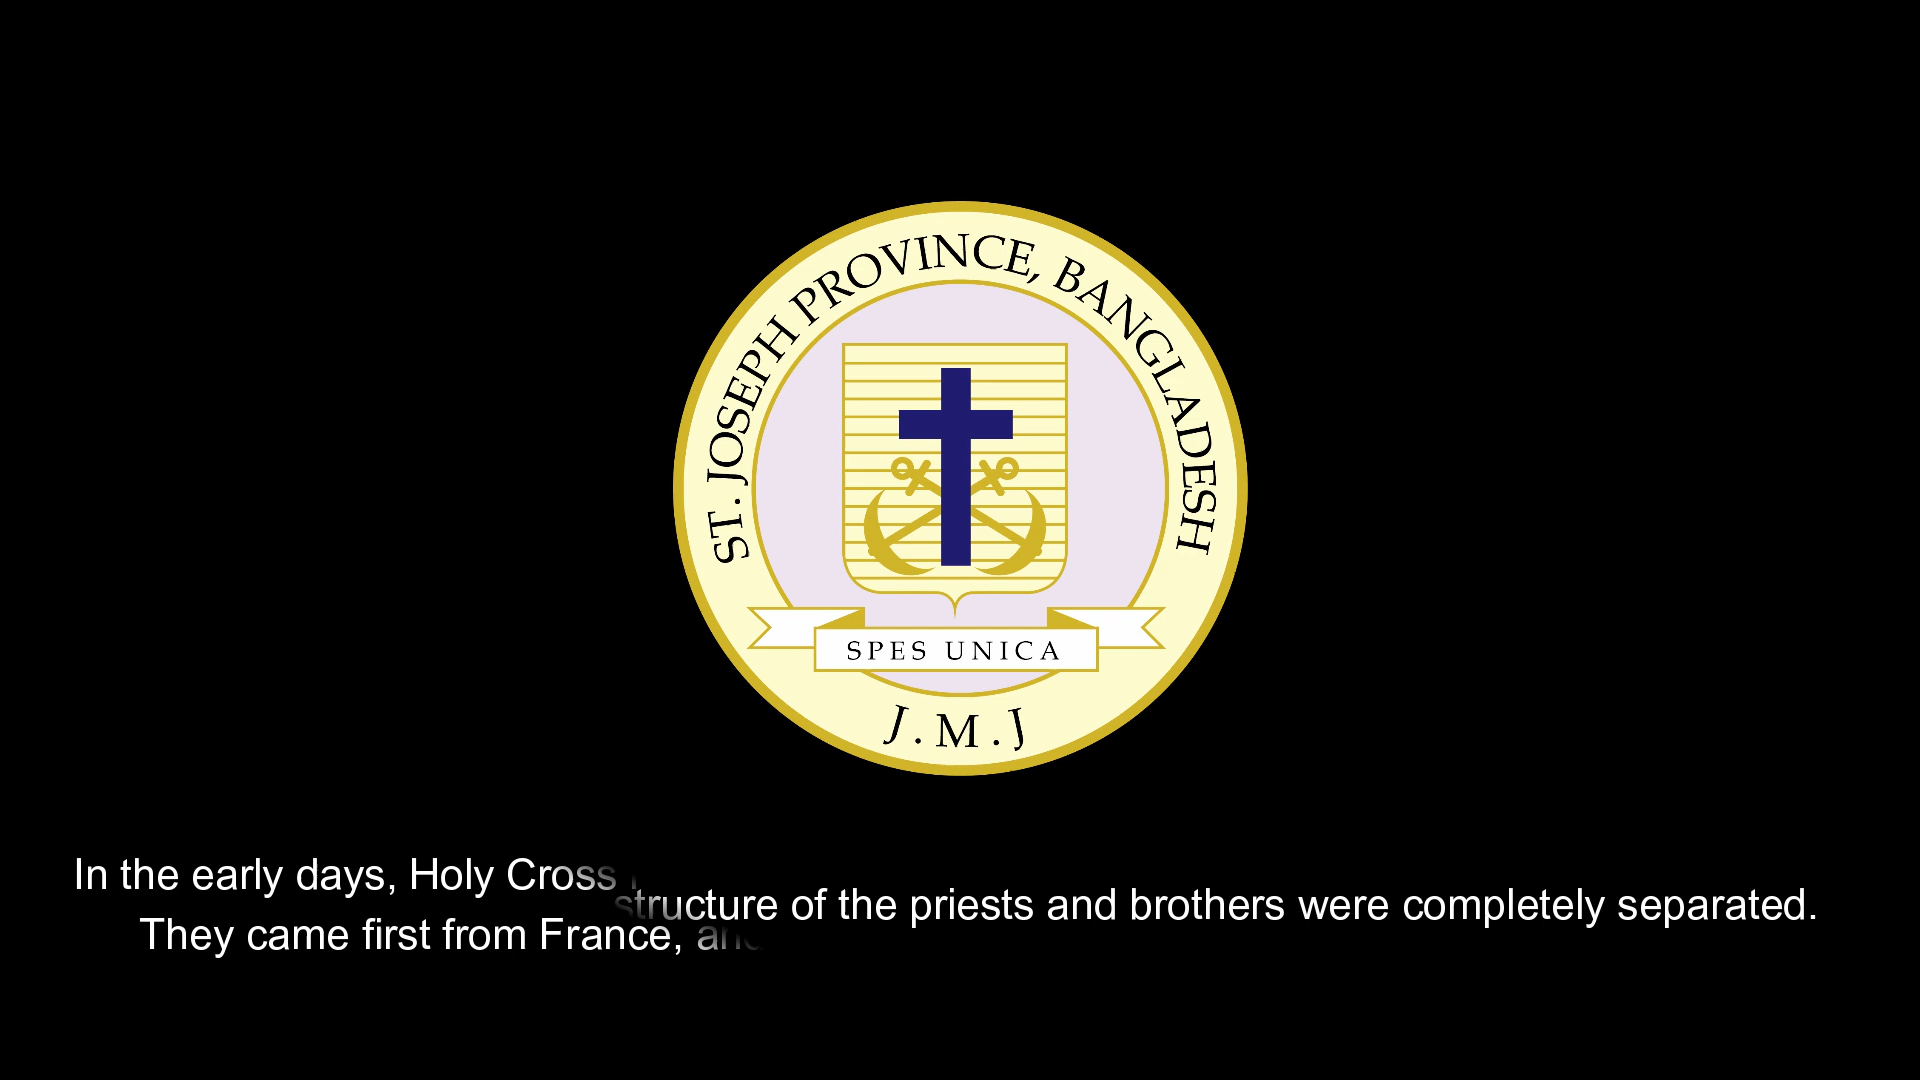 ST. JOSEPH PROVINCE, BANGLADESH
SPES UNICA
J.M.J
In the early days, Holy Cross
structure of the priests and brothers were completely separated.
They came first from France, and